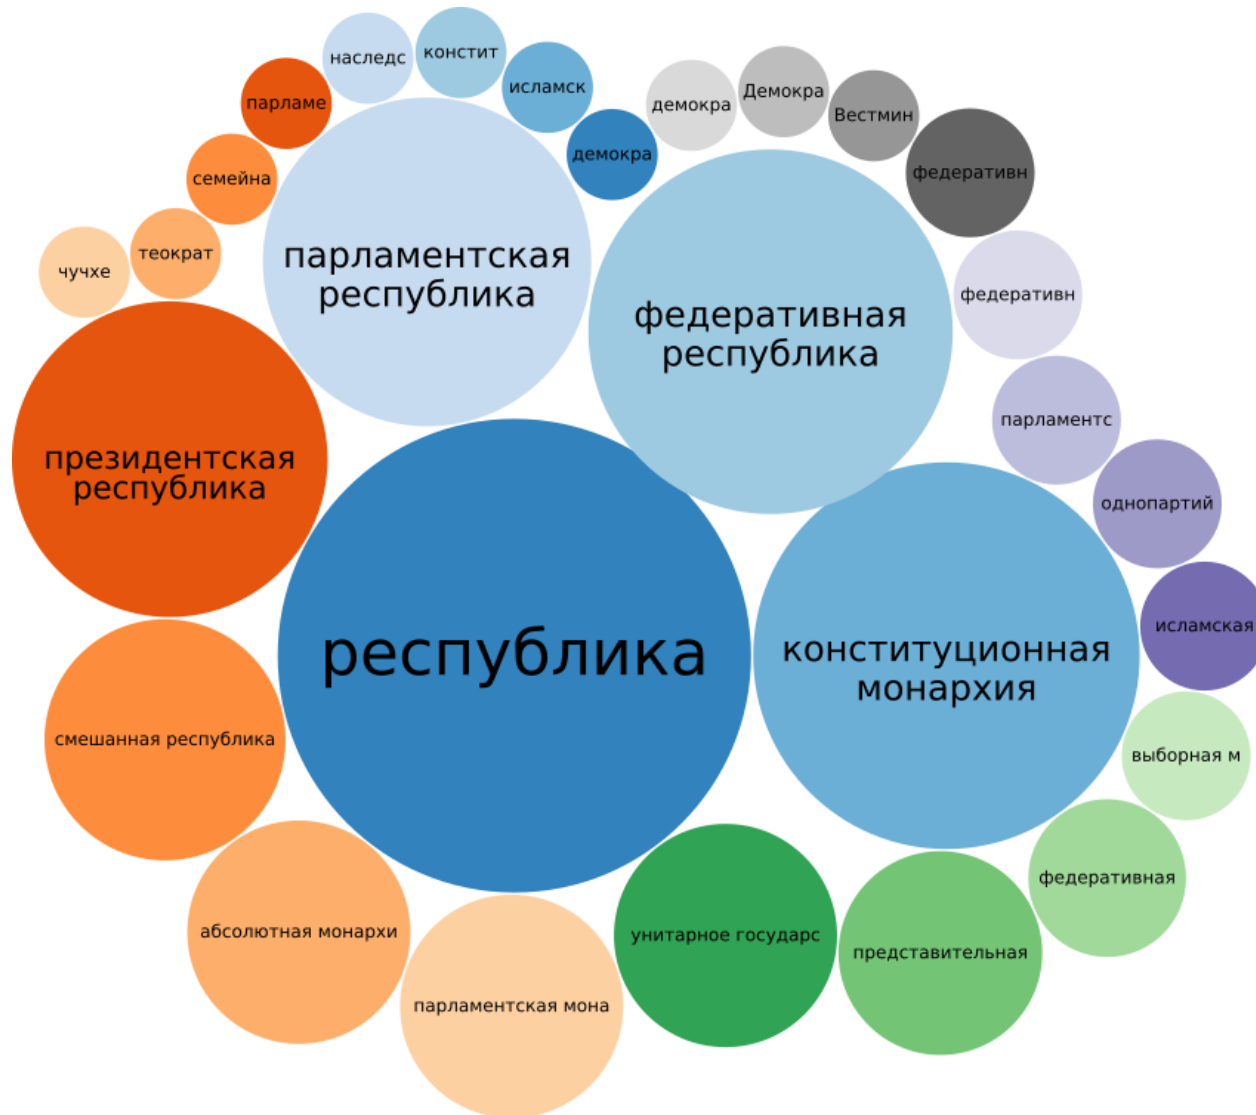 наследс
констит
исламск
демокра
Демокра
Вестмин
парламе
демокра
федеративн
семейна
теократ
чучхе
парламентская
республика
федеративная
республика
федеративн
парламентс
президентская
республика
однопартий
исламская
республика
конституционная
монархия
смешанная республика
выборная м
федеративная
абсолютная монархи
унитарное государс
представительная
парламентская мона